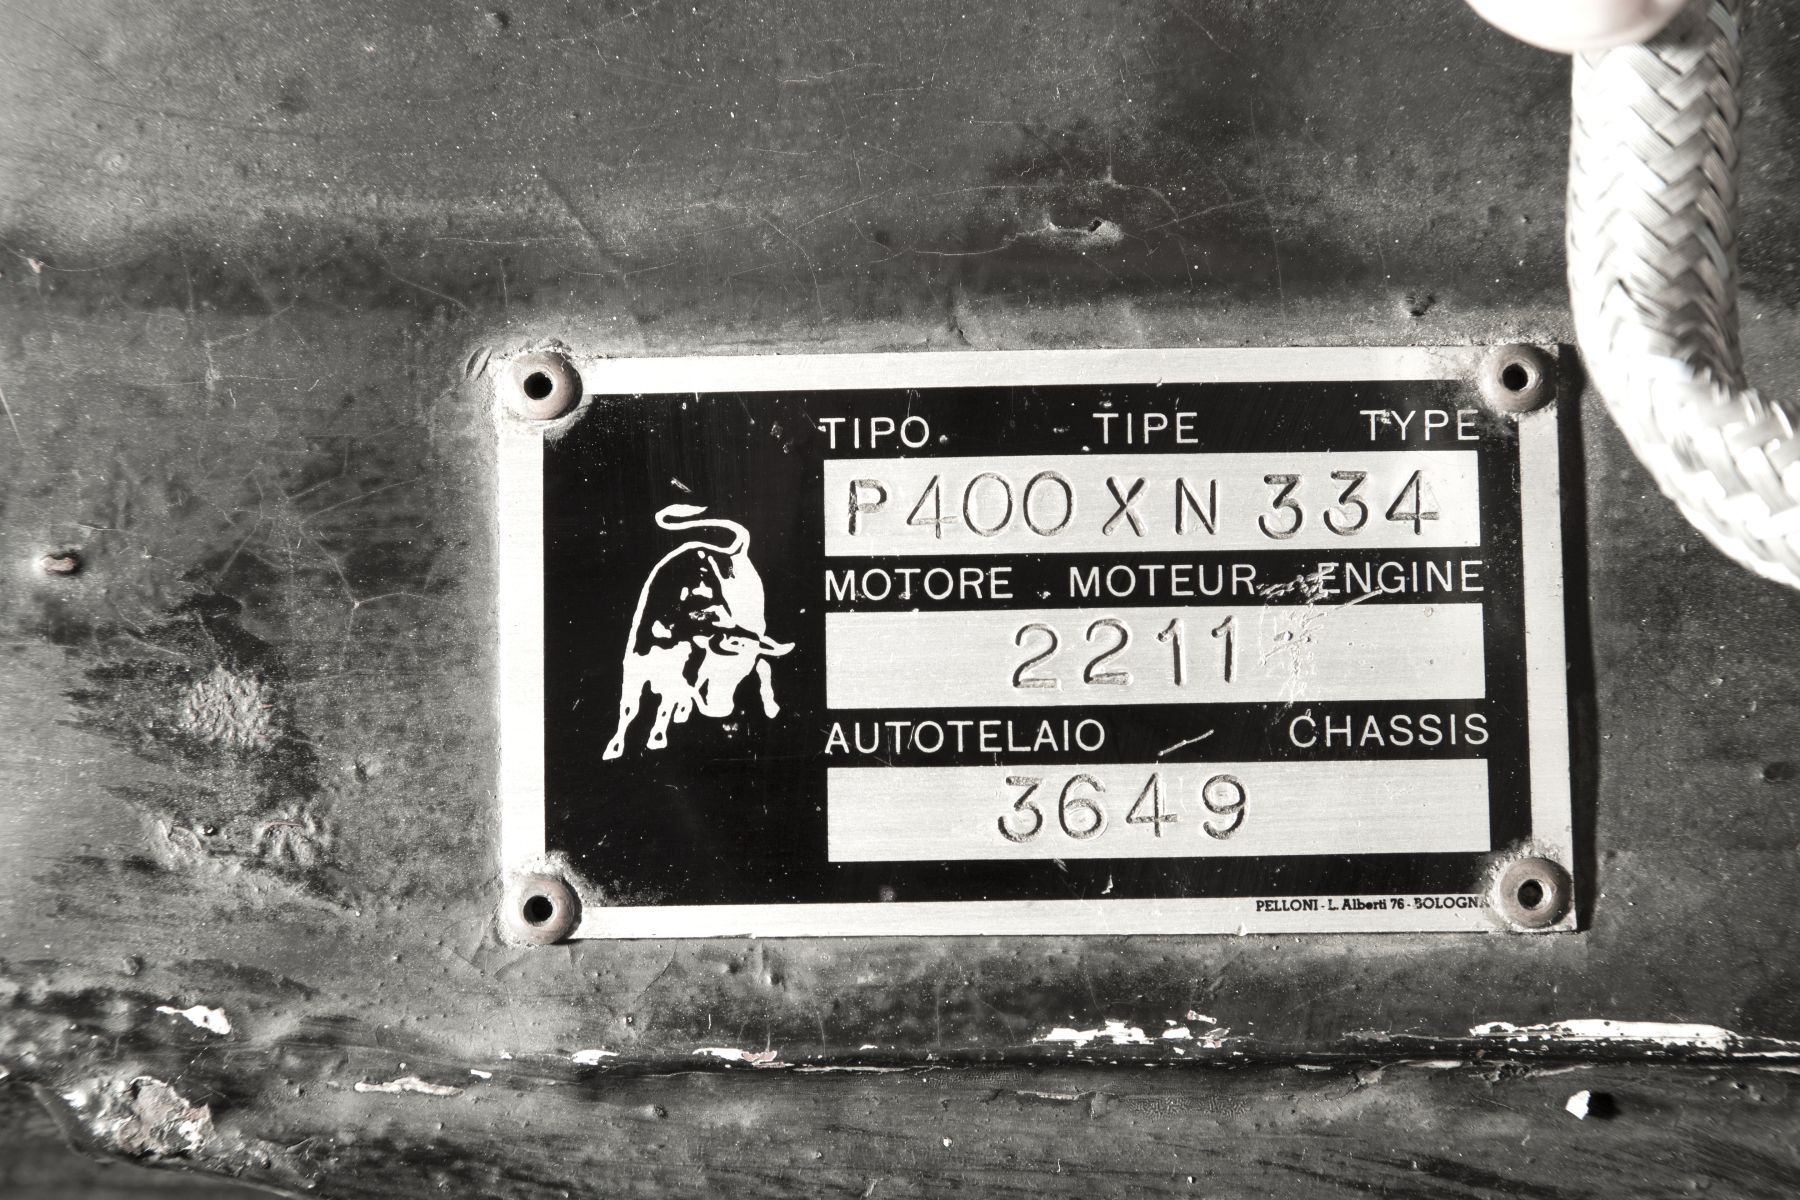 TIPO TIPE TYPE
P400 XN 334
MOTORE MOTEUR ENGINE
2211
AUTOTELAIO CHASSIS
3649
PELLONI - L. Alberti 76 - BOLOGNA